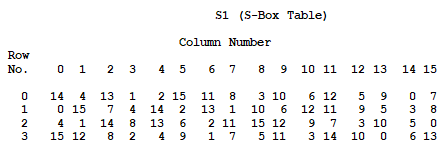 S1 (S-Box Table)
Column Number
Row
No. 0 1 2 3 4 5 6 7 8 9 10 11 12 13 14 15
0 14 4 13 1 2 15 11 8 3 10 6 12 5 9 0 7
1 0 15 7 4 14 2 13 1 10 6 12 11 9 5 3 8
2 4 1 14 8 13 6 2 11 15 12 9 7 3 10 5 0
3 15 12 8 2 4 9 1 7 5 11 3 14 10 0 6 13